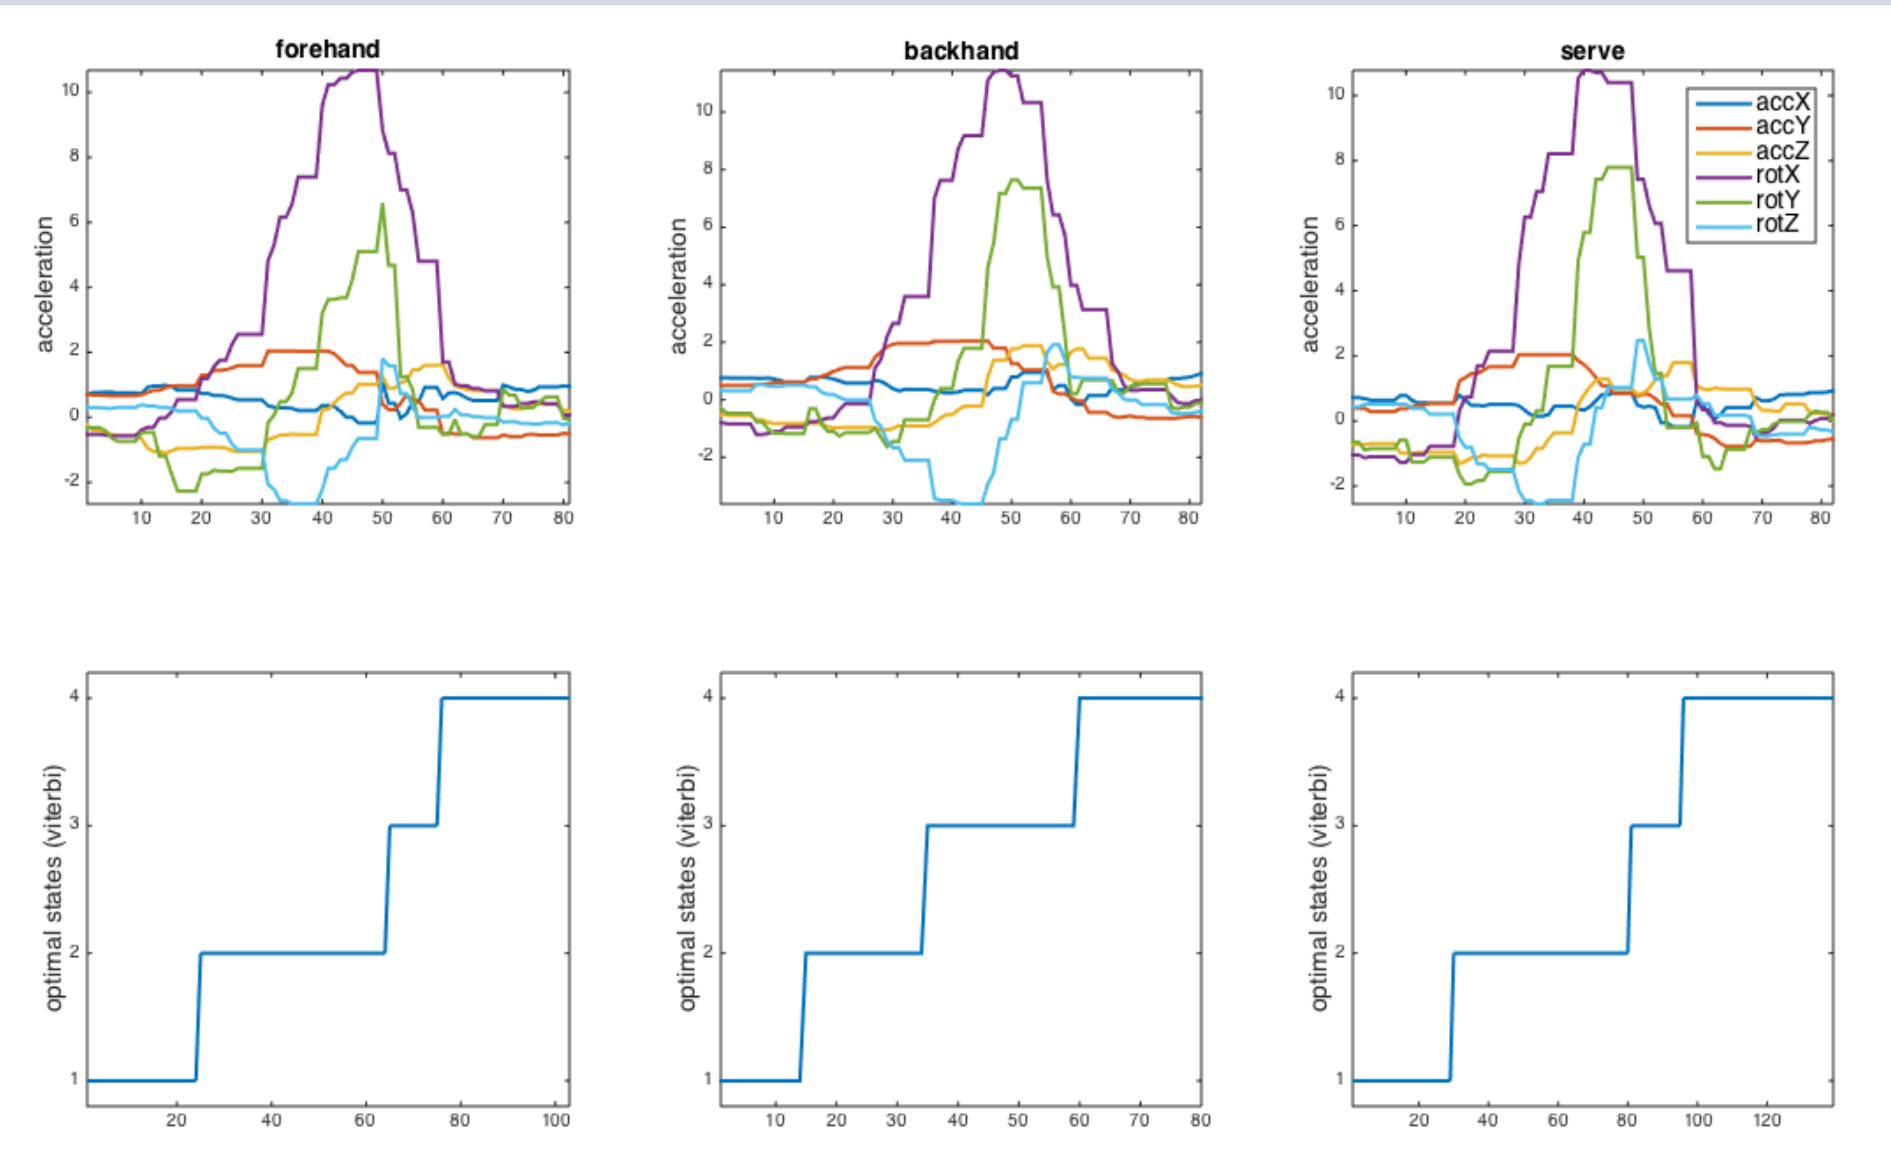 forehand
acceleration
10
8
6
4
2
0
-2
10 20 30 40 50 60 70 80
backhand
acceleration
10
8
6
4
2
0
-2
10 20 30 40 50 60 70 80
serve
acceleration
10
8
6
4
2
0
-2
10 20 30 40 50 60 70 80
accX
accY
accZ
rotX
rotY
rotZ
optimal states (viterbi)
4
3
2
1
20 40 60 80 100
optimal states (viterbi)
4
3
2
1
10 20 30 40 50 60 70 80
optimal states (viterbi)
4
3
2
1
20 40 60 80 100 120